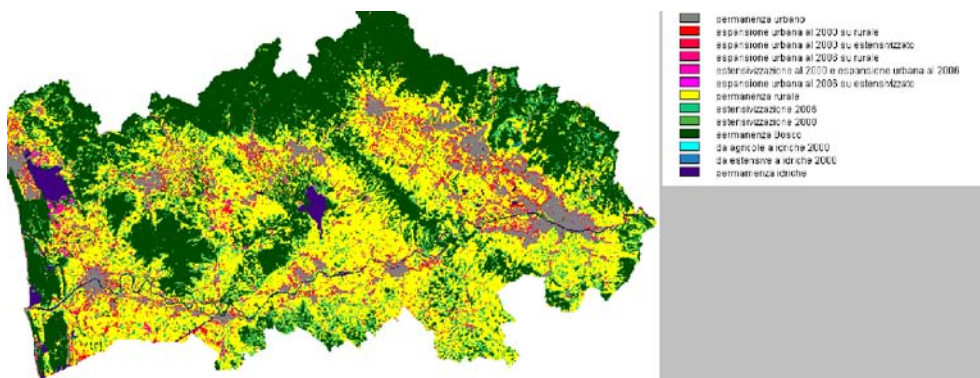 permanenza urbano
espansione urbana al 2000 su rurale
espansione urbana al 2000 su estensivizzato
espansione urbana al 2006 su rurale
estensivizzazione al 2000 e espansione urbana al 2006
espansione urbana al 2006 su estensivizzato
permanenza rurale
estensivizzazione 2006
estensivizzazione 2000
permanenza Bosco
da agricole a idriche 2000
da estensive a idriche 2000
permanenza idriche